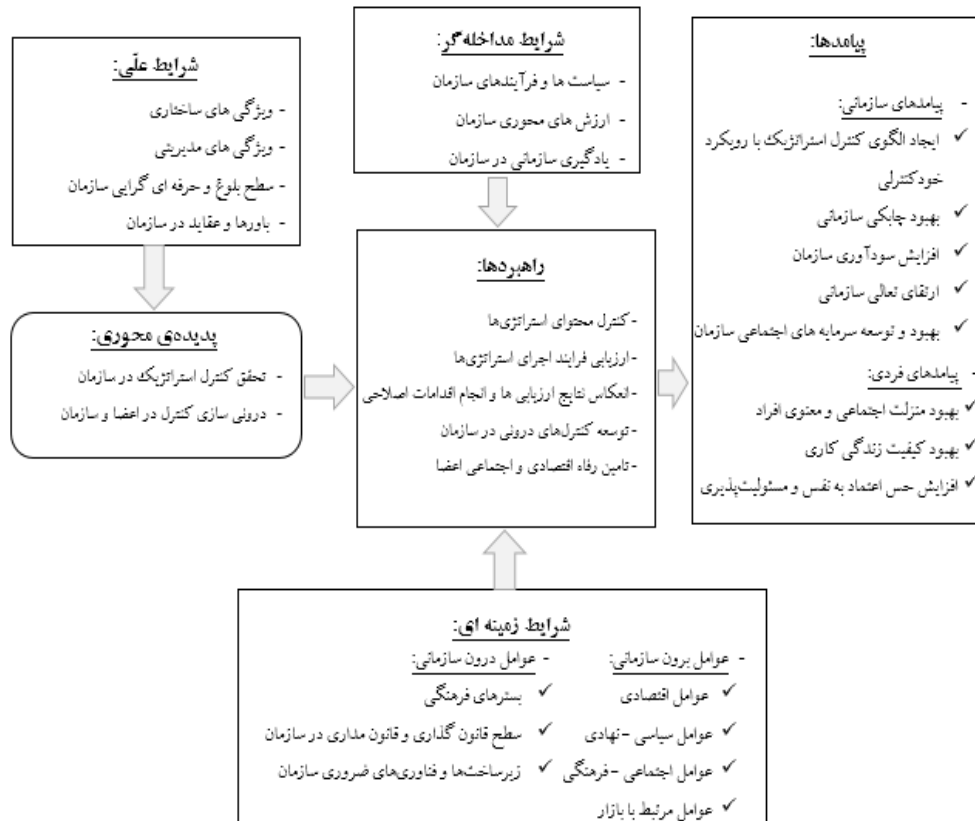 شرایط علّی:
- ویژگی های ساختاری
- ویژگی های مدیریتی
- سطح بلوغ و حرفه ای گرایی سازمان
- باورها و عقاید در سازمان
شرایط مداخله‌گر:
- سیاست ها و فرآیندهای سازمان
- ارزش های محوری سازمان
- یادگیری سازمانی در سازمان
پدیده‌ی محوری:
- تحقق کنترل استراتژیک در سازمان
- درونی سازی کنترل در اعضا و سازمان
راهبردها:
- کنترل محتوای استراتژی‌ها
- ارزیابی فرایند اجرای استراتژی‌ها
- انعکاس نتایج ارزیابی ها و انجام اقدامات اصلاحی
- توسعه کنترل‌های درونی در سازمان
- تامین رفاه اقتصادی و اجتماعی اعضا
پیامدها:
- پیامدهای سازمانی:
✓ ایجاد الگوی کنترل استراتژیک با رویکرد
خودکنترلی
✓ بهبود چابکی سازمانی
✓ افزایش سودآوری سازمان
✓ ارتقای تعالی سازمانی
✓ بهبود و توسعه سرمایه های اجتماعی سازمان
- پیامدهای فردی:
✓ بهبود منزلت اجتماعی و معنوی افراد
✓ بهبود کیفیت زندگی کاری
✓ افزایش حس اعتماد به نفس و مسئولیت‌پذیری
شرایط زمینه ای:
- عوامل برون سازمانی:
✓ عوامل اقتصادی
✓ عوامل سیاسی - نهادی
✓ عوامل اجتماعی - فرهنگی
✓ عوامل مرتبط با بازار
- عوامل درون سازمانی:
✓ بسترهای فرهنگی
✓ سطح قانون گذاری و قانون مداری در سازمان
✓ زیرساخت‌ها و فناوری‌های ضروری سازمان